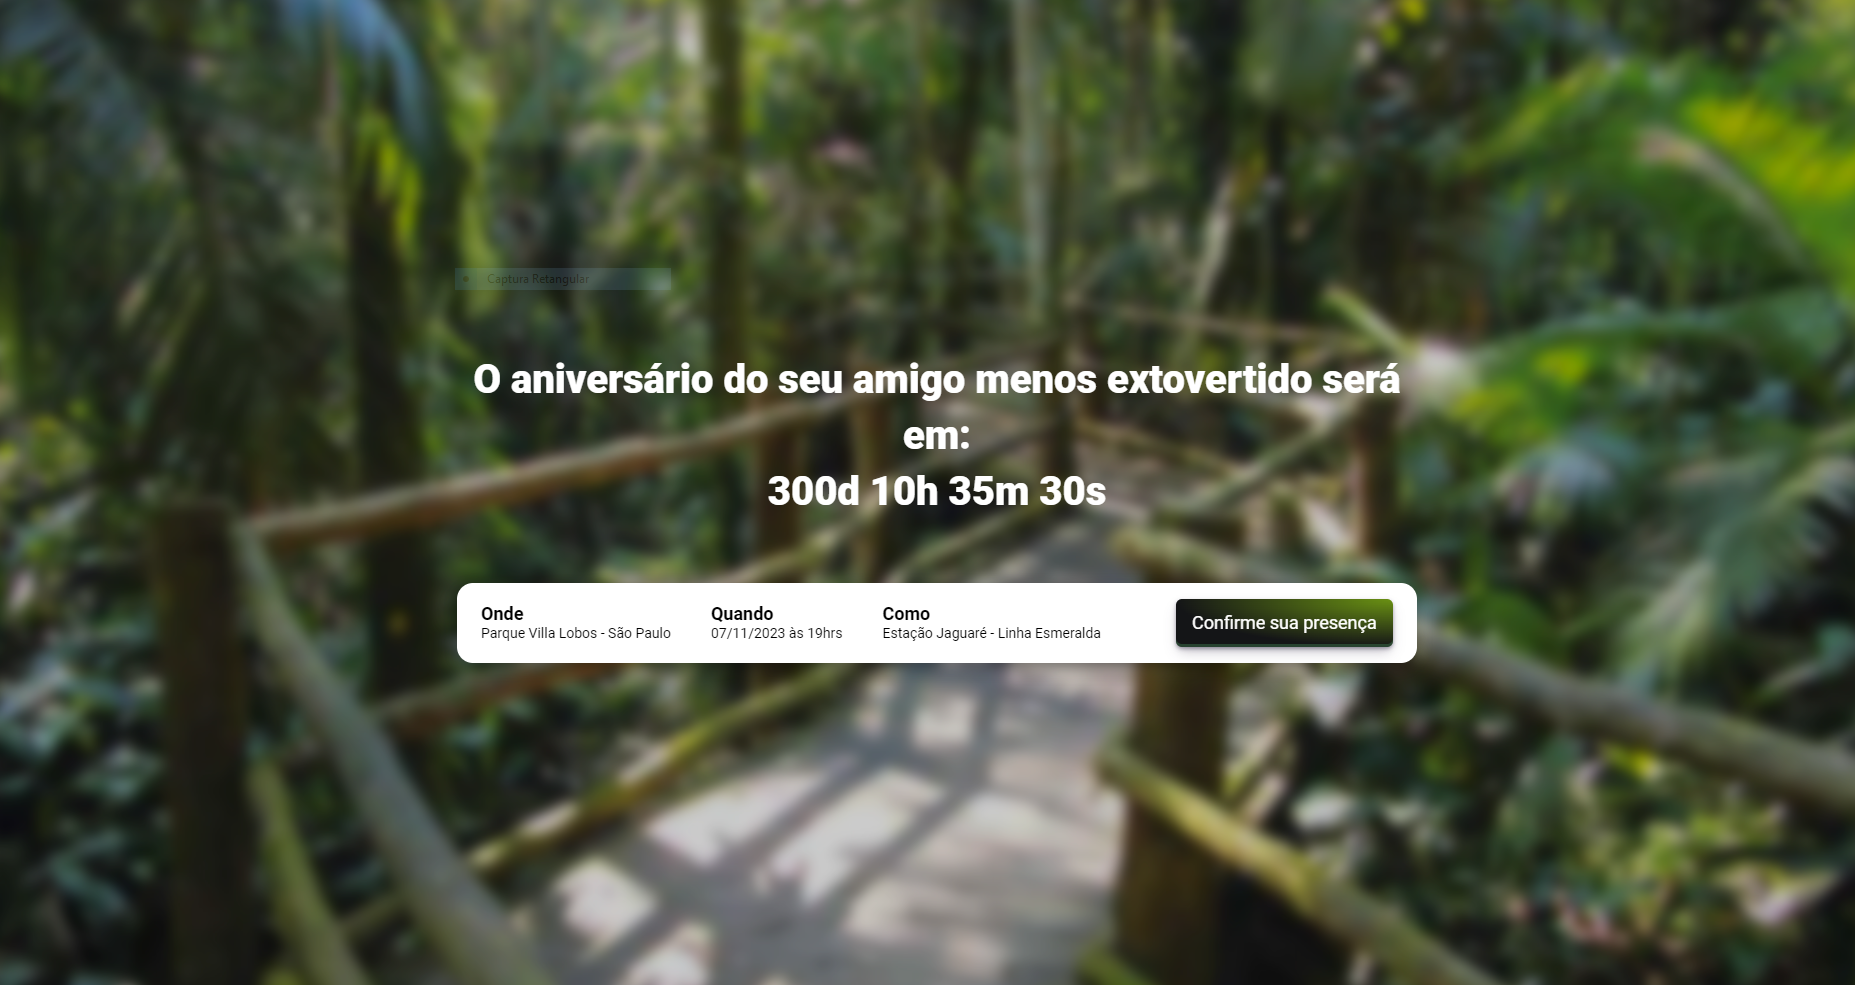 Captura Retangular
O aniversário do seu amigo menos extovertido será
em:
300d 10h 35m 30s
Onde
Parque Villa Lobos - São Paulo
Quando
07/11/2023 às 19hrs
Como
Estação Jaguaré - Linha Esmeralda
Confirme sua presença